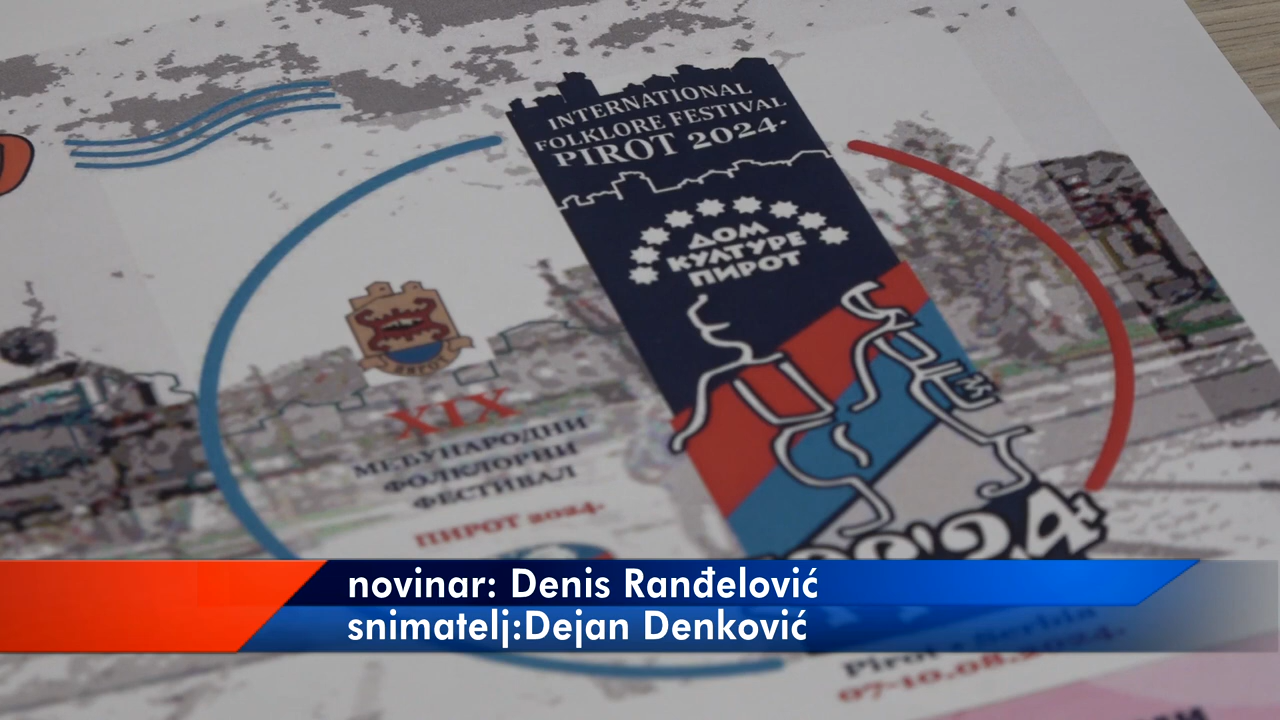 INTERNATIONAL
FOLKLORE FESTIVAL
PIROT 2024.
ДОМ
КУЛТУРЕ
ПИРОТ
ПИРОТ
XIX
МЕЂУНАРОДНИ
ФОЛКЛОРНИ
ФЕСТИВАЛ
ПИРОТ 2024.
novinar: Denis Ranđelović
snimatelj:Dejan Denković
Pirot - Serbia
07-10.08.2024.